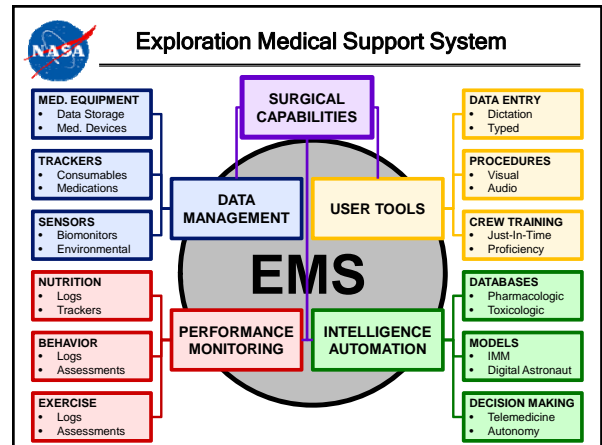 NASA
Exploration Medical Support System
MED. EQUIPMENT
• Data Storage
• Med. Devices
TRACKERS
• Consumables
• Medications
SENSORS
• Biomonitors
• Environmental
NUTRITION
• Logs
• Trackers
BEHAVIOR
• Logs
• Assessments
EXERCISE
• Logs
• Assessments
SURGICAL
CAPABILITIES
DATA
MANAGEMENT
USER TOOLS
EMS
PERFORMANCE
MONITORING
INTELLIGENCE
AUTOMATION
DATA ENTRY
• Dictation
• Typed
PROCEDURES
• Visual
• Audio
CREW TRAINING
• Just-In-Time
• Proficiency
DATABASES
• Pharmacologic
• Toxicologic
MODELS
• IMM
• Digital Astronaut
DECISION MAKING
• Telemedicine
• Autonomy